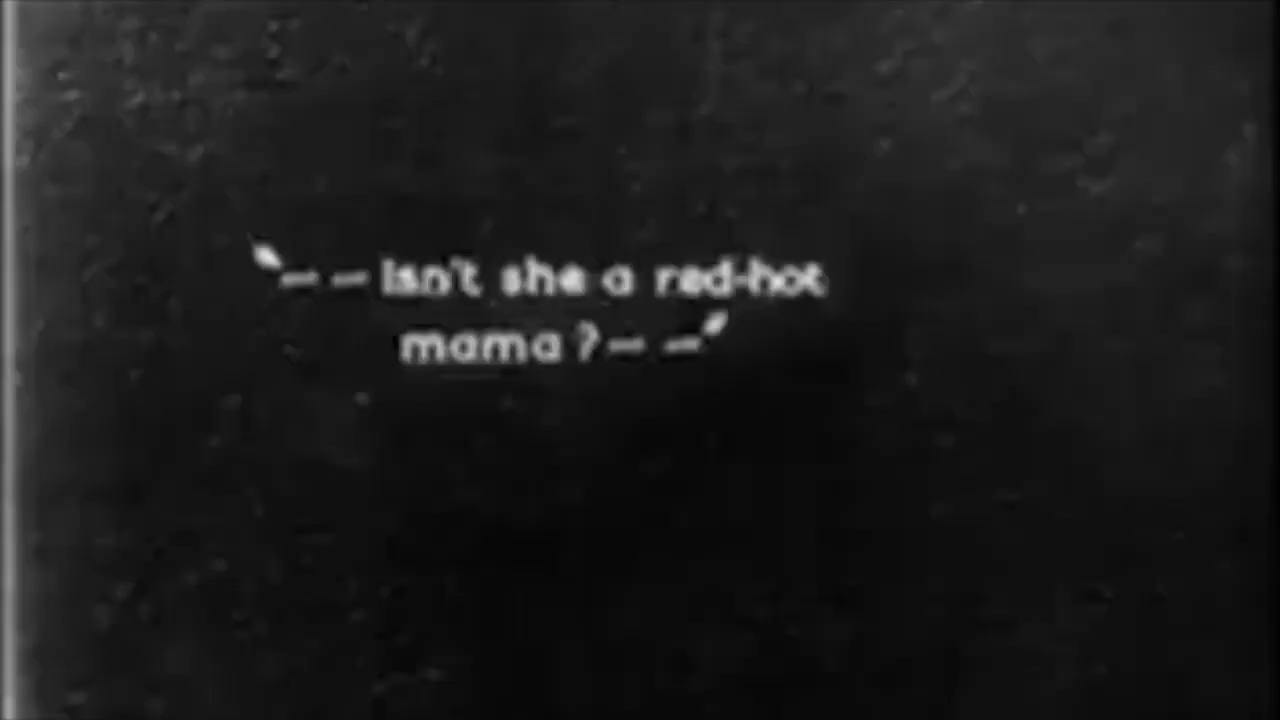 ‘– – Isn't she a red-hot
mama ? – –’